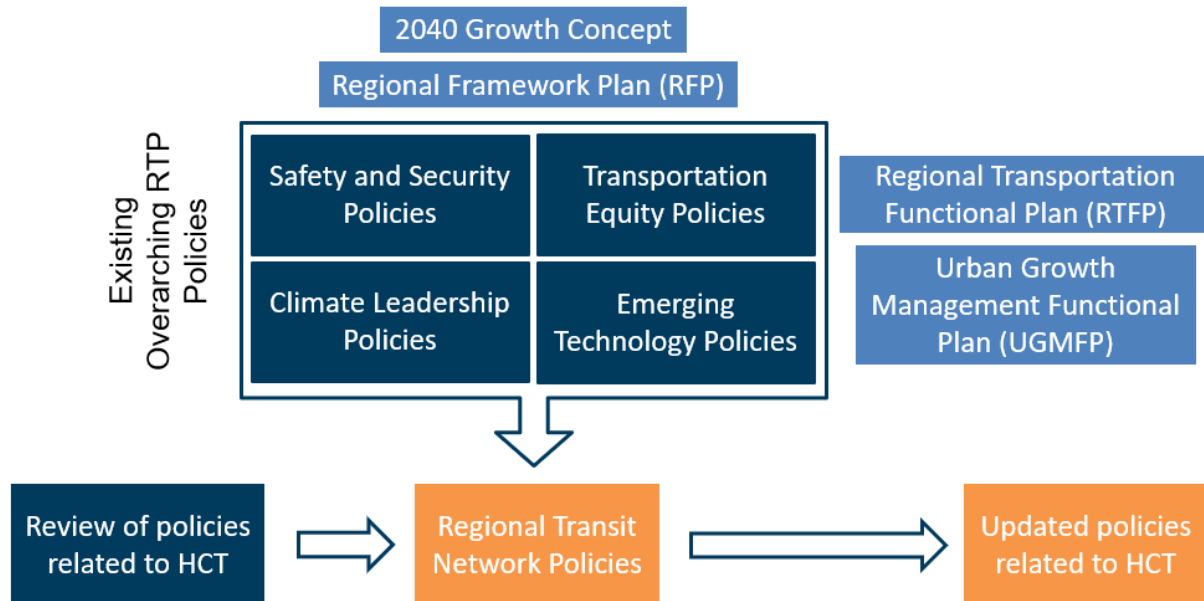 2040 Growth Concept
Regional Framework Plan (RFP)
Existing
Overarching RTP
Policies
Safety and Security
Policies
Transportation
Equity Policies
Climate Leadership
Policies
Emerging
Technology Policies
Regional Transportation
Functional Plan (RTFP)
Urban Growth
Management Functional
Plan (UGMFP)
Review of policies
related to HCT
Regional Transit
Network Policies
Updated policies
related to HCT